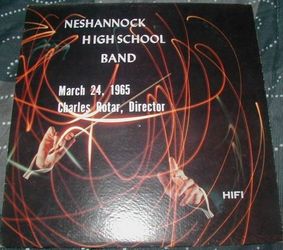 NESHANNOCK
HIGH SCHOOL
BAND
March 24, 1965
Charles Rotar, Director
HIFI